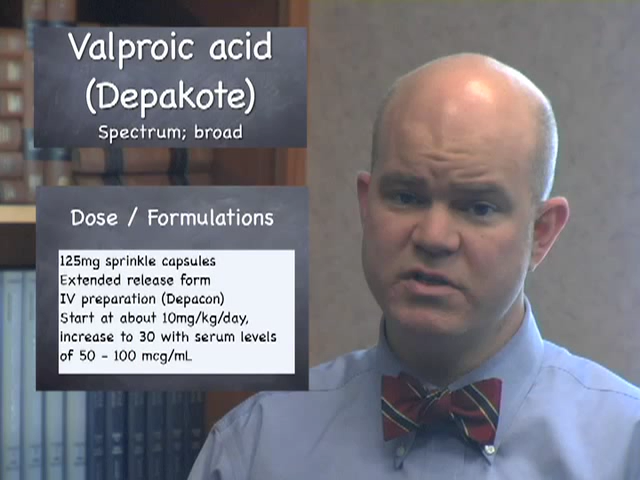 Valproic acid
(Depakote)
Spectrum; broad
Dose / Formulations
125mg sprinkle capsules
Extended release form
IV preparation (Depacon)
Start at about 10mg/kg/day,
increase to 30 with serum levels
of 50 - 100 mcg/mL